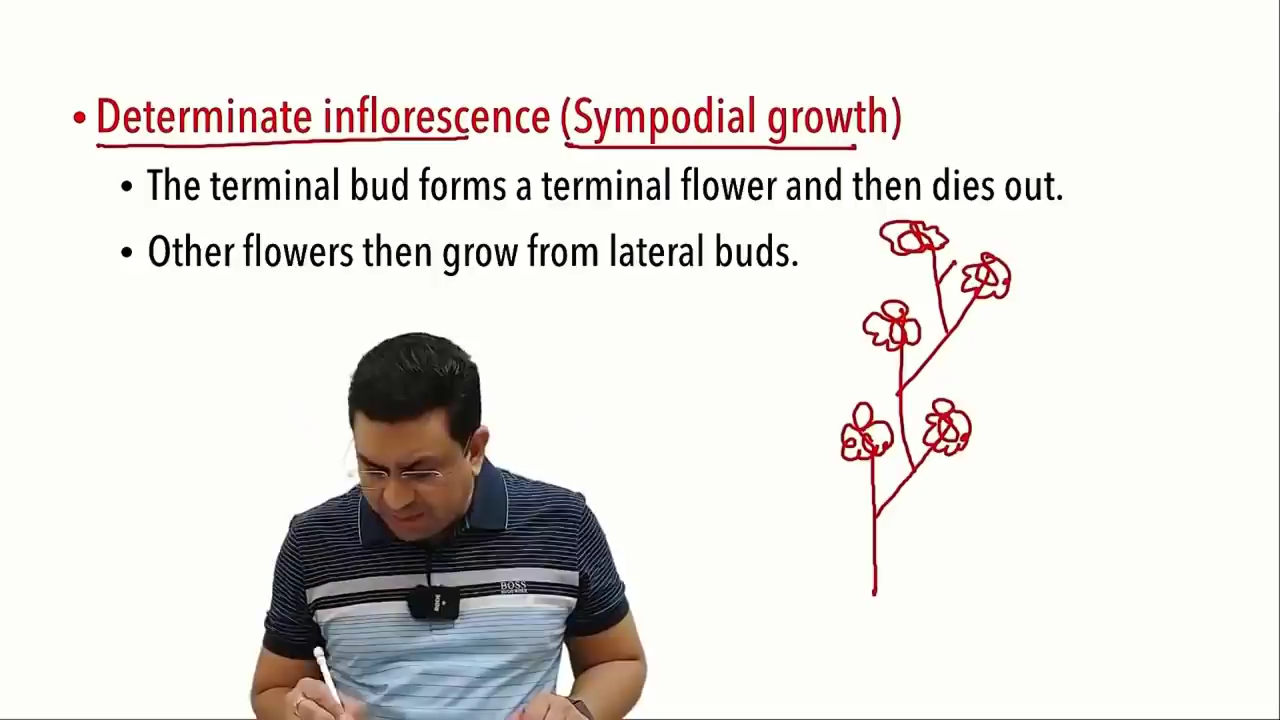 • Determinate inflorescence (Sympodial growth)
• The terminal bud forms a terminal flower and then dies out.
• Other flowers then grow from lateral buds.
BOSS